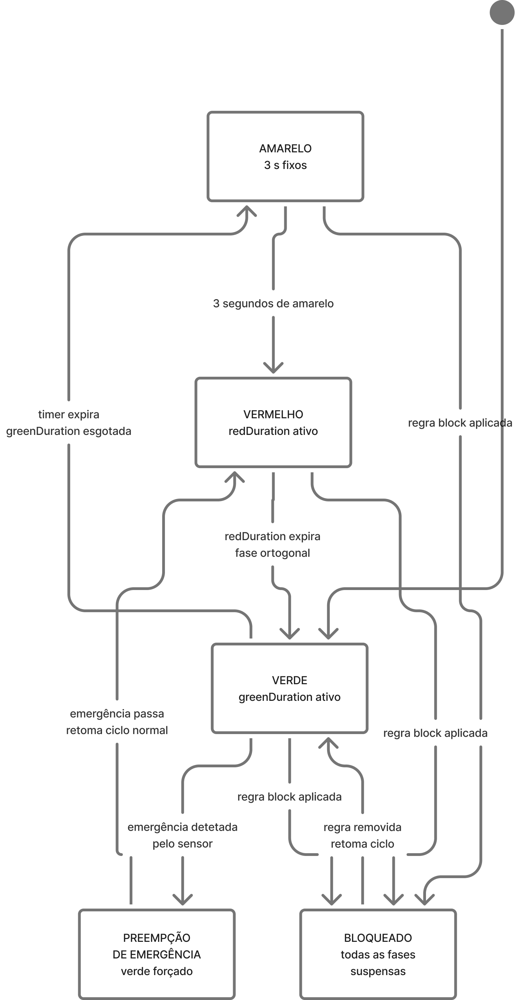 AMARELO
3 s fixos
3 segundos de amarelo
timer expira
greenDuration esgotada
VERMELHO
redDuration ativo
regra block aplicada
redDuration expira
fase ortogonal
VERDE
greenDuration ativo
emergência passa
retoma ciclo normal
regra block aplicada
regra block aplicada
emergência detetada
pelo sensor
regra removida
retoma ciclo
PREEMPÇÃO
DE EMERGÊNCIA
verde forçado
BLOQUEADO
todas as fases
suspensas